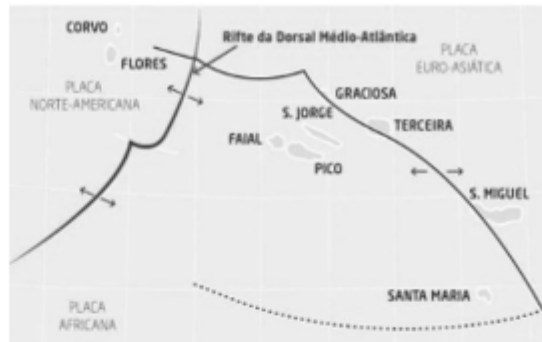 CORVO
Rifte da Dorsal Médio-Atlântica
PLACA
EURO-ASIÁTICA
FLORES
PLACA
NORTE-AMERICANA
GRACIOSA
S. JORGE
TERCEIRA
FAIAL
PICO
S. MIGUEL
SANTA MARIA
PLACA
AFRICANA